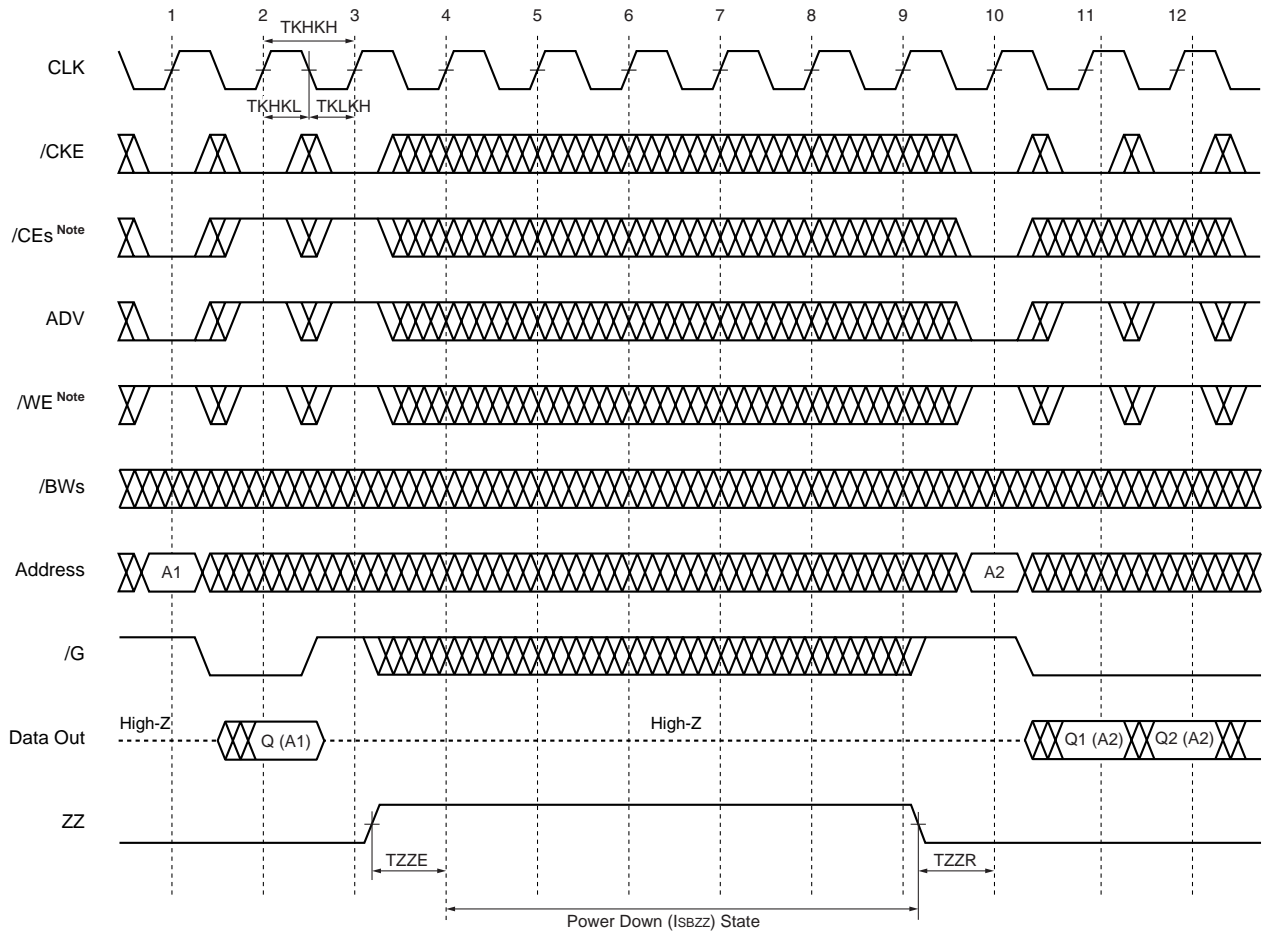 1 2 3 4 5 6 7 8 9 10 11 12
TKHKH
CLK
TKHKL TKLKH
/CKE
/CEs Note
ADV
/WE Note
/BWs
Address A1 A2
/G
High-Z High-Z
Data Out Q (A1) Q1 (A2) Q2 (A2)
ZZ
TZZE TZZR
Power Down (ISBZZ) State